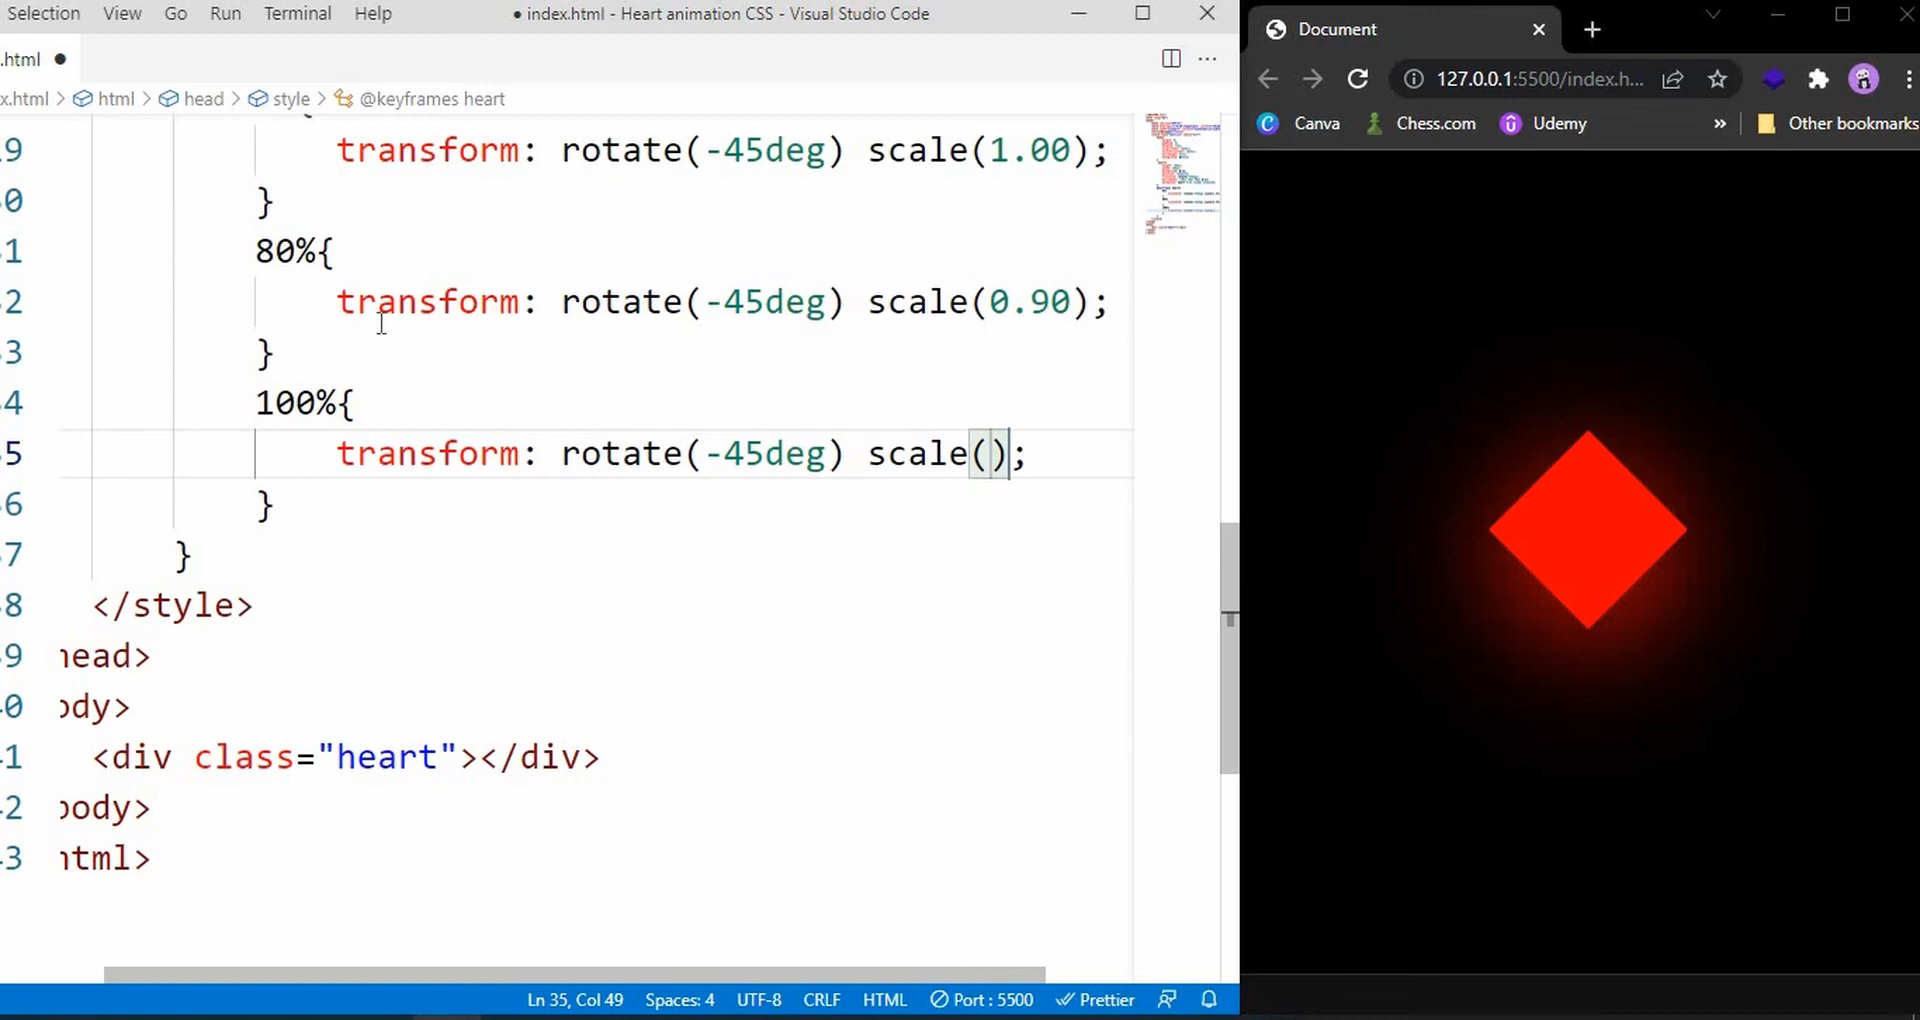 Selection View Go Run Terminal Help
● index.html - Heart animation CSS - Visual Studio Code
.html ●
x.html > html > head > style > @keyframes heart
9 transform: rotate(-45deg) scale(1.00);
0 }
1 80%{
2 transform: rotate(-45deg) scale(0.90);
3 }
4 100%{
5 transform: rotate(-45deg) scale();
6 }
7 }
8 </style>
9 head>
0 ody>
1 <div class="heart"></div>
2 body>
3 html>
Ln 35, Col 49 Spaces: 4 UTF-8 CRLF HTML Port : 5500 Prettier
Document
127.0.0.1:5500/index.h...
Canva Chess.com Udemy » Other bookmarks